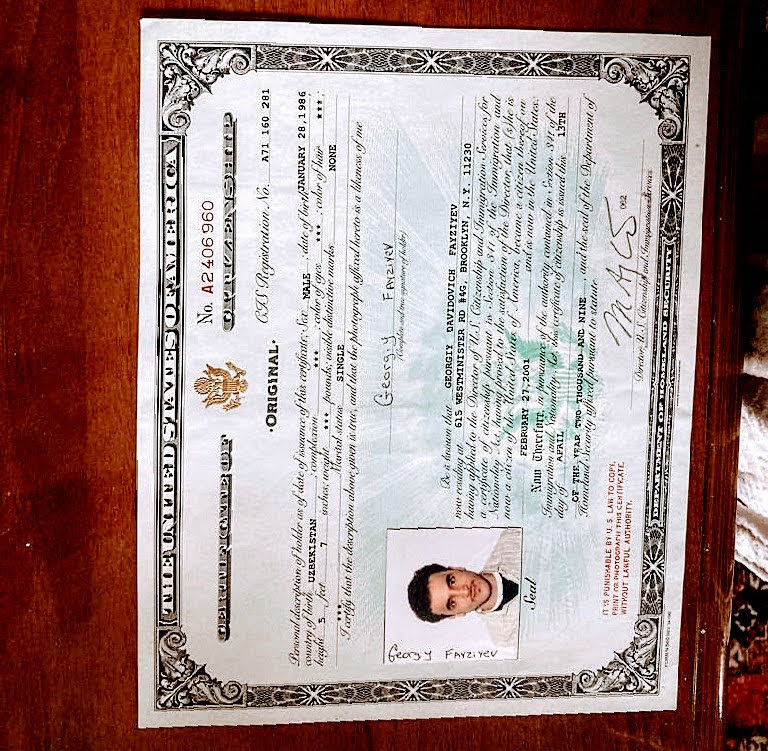 THE UNITED STATES OF AMERICA
No. A2406960
CERTIFICATE OF CITIZENSHIP
·ORIGINAL·
CIS Registration No. A71 160 281
Personal description of holder as of date of issuance of this certificate: Sex MALE ; date of birth JANUARY 28,1986
country of birth UZBEKISTAN ; complexion *** ; color of eyes *** ; color of hair *** ;
height 5 feet 7 inches; weight *** pounds; visible distinctive marks NONE
*** Marital status SINGLE
I certify that the description above given is true, and that the photograph affixed hereto is a likeness of me
Georgiy FAYZIYEV
(Complete and true signature of holder)
Be it known that GEORGIY DAVIDOVICH FAYZIYEV
now residing at 615 WESTMINISTER RD #4G, BROOKLYN, N.Y. 11230
having applied to the Director of U.S. Citizenship and Immigration Services for
a certificate of citizenship pursuant to Section 341 of the Immigration and
Nationality Act, having proved to the satisfaction of the Director, that (s)he is
now a citizen of the United States of America, became a citizen thereof on
FEBRUARY 27,2001 and is now in the United States:
Now Therefore, in pursuance of the authority contained in Section 341 of the
Immigration and Nationality Act this certificate of citizenship is issued this 13TH
day of APRIL
OF THE YEAR TWO THOUSAND AND NINE , and the seal of the Department of
Homeland Security affixed pursuant to statute.
Georgiy FAYZIYEV
Seal
062
IT IS PUNISHABLE BY U. S. LAW TO COPY,
PRINT OR PHOTOGRAPH THIS CERTIFICATE,
WITHOUT LAWFUL AUTHORITY.
Director, U.S. Citizenship and Immigration Services
DEPARTMENT OF HOMELAND SECURITY